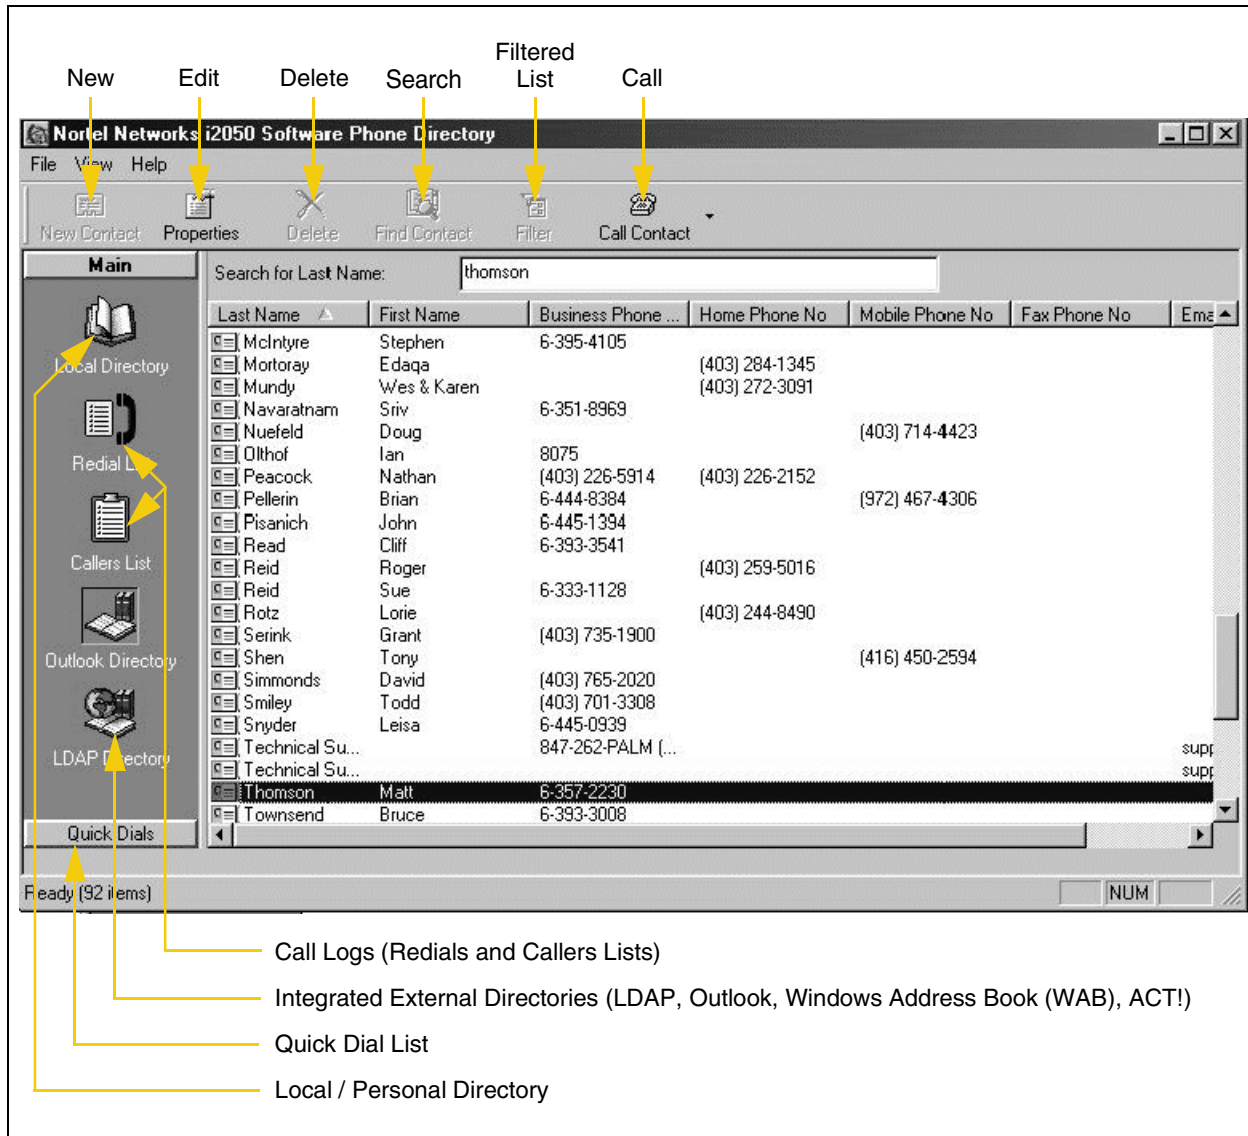 New Edit Delete Search Filtered List Call
Nortel Networks i2050 Software Phone Directory
File View Help
New Contact Properties Delete Find Contact Filter Call Contact
Main
Search for Last Name: thomson
Last Name First Name Business Phone ... Home Phone No Mobile Phone No Fax Phone No Ema
McIntyre Stephen 6-395-4105
Mortoray Edaqa (403) 284-1345
Mundy Wes & Karen (403) 272-3091
Navaratnam Sriv 6-351-8969
Nuefeld Doug (403) 714-4423
Olthof Ian 8075
Peacock Nathan (403) 226-5914 (403) 226-2152
Pellerin Brian 6-444-8384 (972) 467-4306
Pisanich John 6-445-1394
Read Cliff 6-393-3541
Reid Roger (403) 259-5016
Reid Sue 6-333-1128
Rotz Lorie (403) 244-8490
Serink Grant (403) 735-1900
Shen Tony (416) 450-2594
Simmonds David (403) 765-2020
Smiley Todd (403) 701-3308
Snyder Leisa 6-445-0939
Technical Su... 847-262-PALM (... supp
Technical Su... supp
Thomson Matt 6-357-2230
Townsend Bruce 6-393-3008
Local Directory
Redial L
Callers List
Outlook Directory
LDAP Directory
Quick Dials
Ready (92 items) NUM
Call Logs (Redials and Callers Lists)
Integrated External Directories (LDAP, Outlook, Windows Address Book (WAB), ACT!)
Quick Dial List
Local / Personal Directory